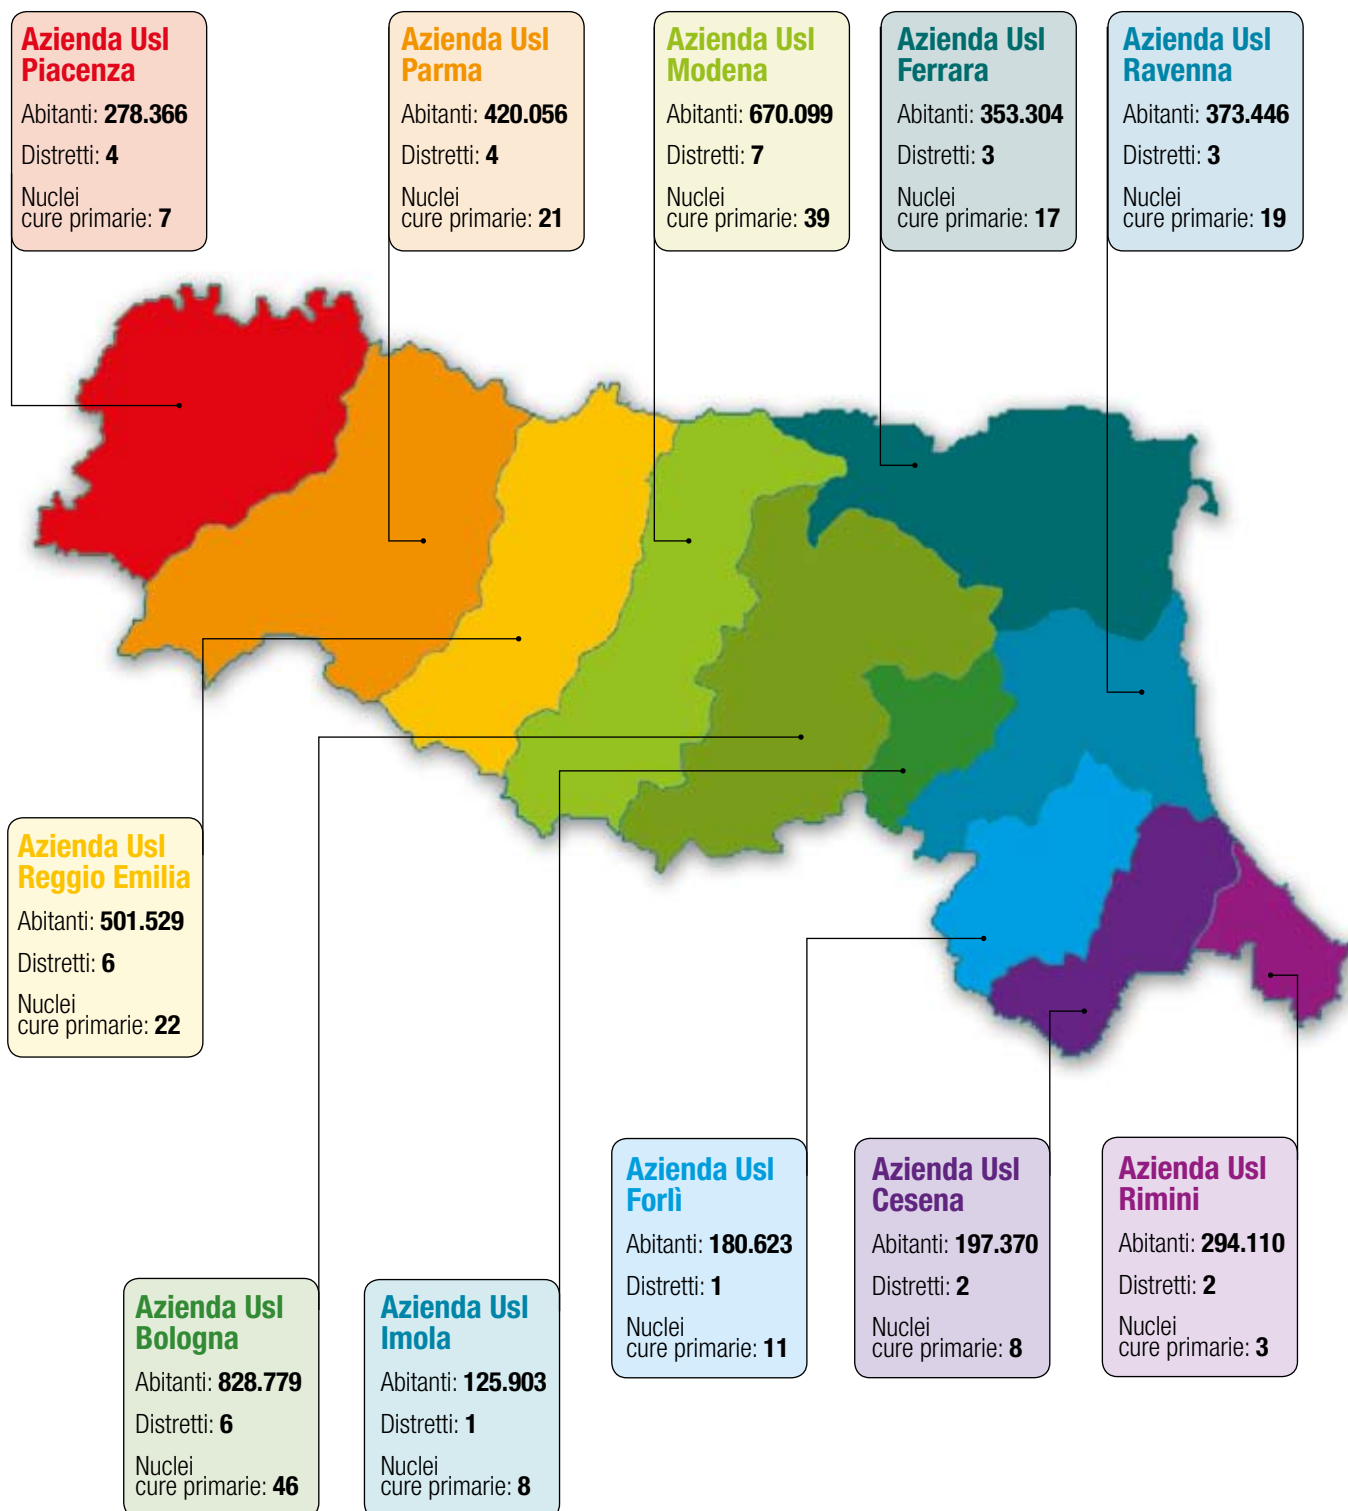 Azienda Usl
Piacenza
Abitanti: 278.366
Distretti: 4
Nuclei
cure primarie: 7
Azienda Usl
Parma
Abitanti: 420.056
Distretti: 4
Nuclei
cure primarie: 21
Azienda Usl
Modena
Abitanti: 670.099
Distretti: 7
Nuclei
cure primarie: 39
Azienda Usl
Ferrara
Abitanti: 353.304
Distretti: 3
Nuclei
cure primarie: 17
Azienda Usl
Ravenna
Abitanti: 373.446
Distretti: 3
Nuclei
cure primarie: 19
Azienda Usl
Reggio Emilia
Abitanti: 501.529
Distretti: 6
Nuclei
cure primarie: 22
Azienda Usl
Forlì
Abitanti: 180.623
Distretti: 1
Nuclei
cure primarie: 11
Azienda Usl
Cesena
Abitanti: 197.370
Distretti: 2
Nuclei
cure primarie: 8
Azienda Usl
Rimini
Abitanti: 294.110
Distretti: 2
Nuclei
cure primarie: 3
Azienda Usl
Bologna
Abitanti: 828.779
Distretti: 6
Nuclei
cure primarie: 46
Azienda Usl
Imola
Abitanti: 125.903
Distretti: 1
Nuclei
cure primarie: 8